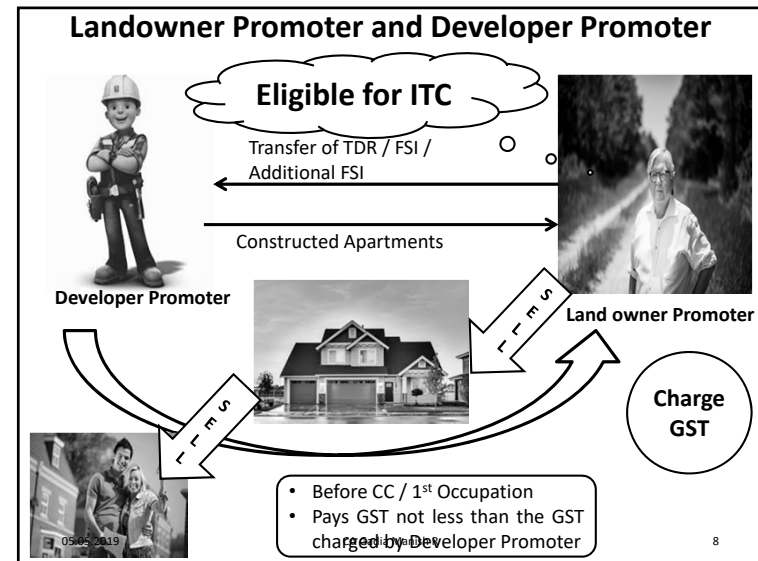 Landowner Promoter and Developer Promoter
Eligible for ITC
Transfer of TDR / FSI /
Additional FSI
Constructed Apartments
Developer Promoter
Land owner Promoter
SELL
SELL
Charge
GST
• Before CC / 1st Occupation
• Pays GST not less than the GST
charged by Developer Promoter
05.05.2019
8